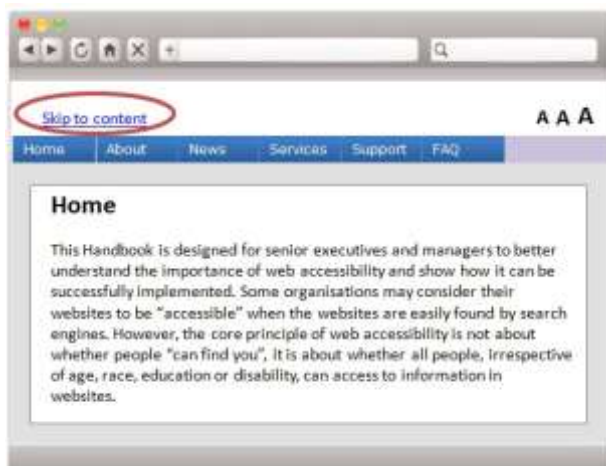 Skip to content
A A A
Home About News Services Support FAQ
Home
This Handbook is designed for senior executives and managers to better
understand the importance of web accessibility and show how it can be
successfully implemented. Some organisations may consider their
websites to be “accessible” when the websites are easily found by search
engines. However, the core principle of web accessibility is not about
whether people “can find you”, it is about whether all people, irrespective
of age, race, education or disability, can access to information in
websites.